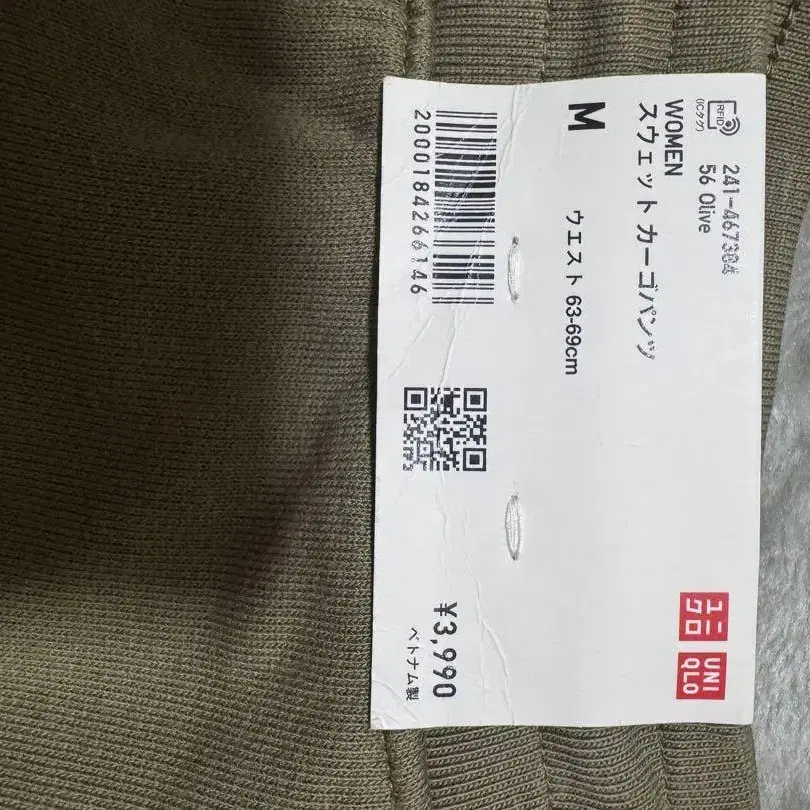 RFID
(ICタグ)
241-467304
56 Olive
WOMEN
スウェット カーゴパンツ
M
ウエスト 63-69cm
2000184266146
¥3,990
ベトナム製
ユニ
クロ
UNI
QLO